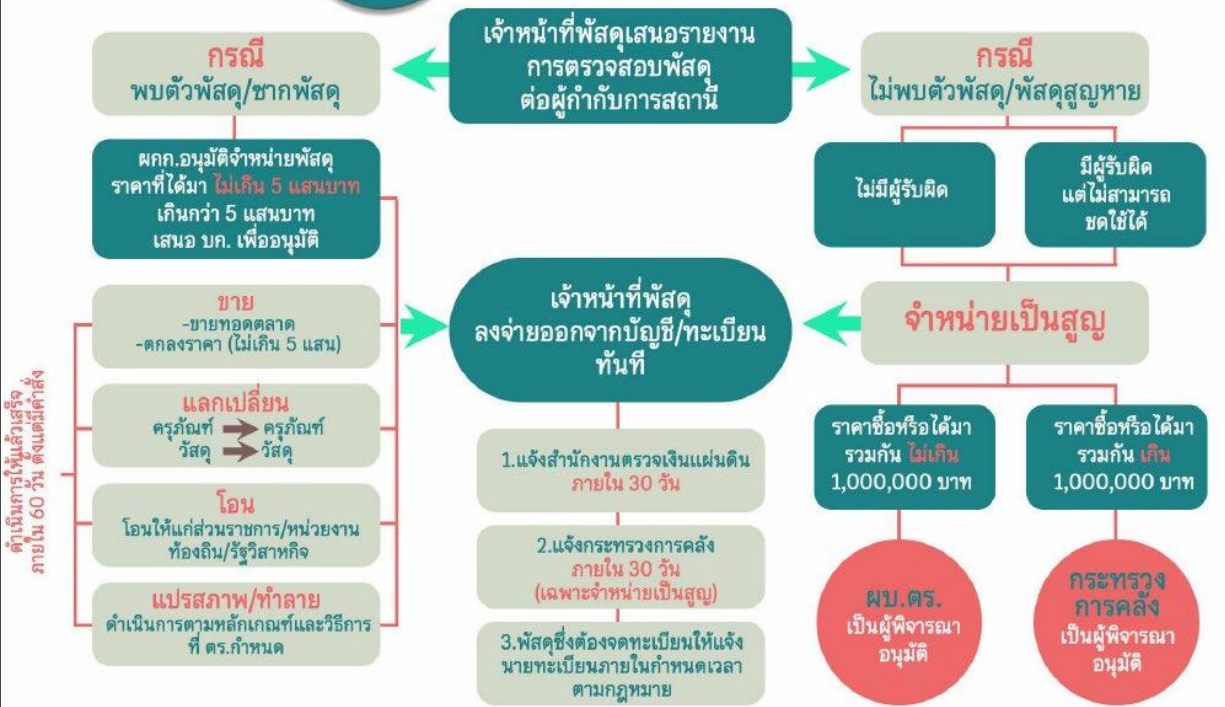 เจ้าหน้าที่พัสดุเสนอรายงาน
การตรวจสอบพัสดุ
ต่อผู้กำกับการสถานี
กรณี
พบตัวพัสดุ/ซากพัสดุ
ผกก.อนุมัติจำหน่ายพัสดุ
ราคาที่ได้มา ไม่เกิน 5 แสนบาท
เกินกว่า 5 แสนบาท
เสนอ บก. เพื่ออนุมัติ
ดำเนินการให้แล้วเสร็จ
ภายใน 60 วัน ตั้งแต่มีคำสั่ง
ขาย
-ขายทอดตลาด
-ตกลงราคา (ไม่เกิน 5 แสน)
แลกเปลี่ยน
ครุภัณฑ์ ครุภัณฑ์
วัสดุ วัสดุ
โอน
โอนให้แก่ส่วนราชการ/หน่วยงาน
ท้องถิ่น/รัฐวิสาหกิจ
แปรสภาพ/ทำลาย
ดำเนินการตามหลักเกณฑ์และวิธีการ
ที่ ตร.กำหนด
เจ้าหน้าที่พัสดุ
ลงจ่ายออกจากบัญชี/ทะเบียน
ทันที
1.แจ้งสำนักงานตรวจเงินแผ่นดิน
ภายใน 30 วัน
2.แจ้งกระทรวงการคลัง
ภายใน 30 วัน
(เฉพาะจำหน่ายเป็นสูญ)
3.พัสดุซึ่งต้องจดทะเบียนให้แจ้ง
นายทะเบียนภายในกำหนดเวลา
ตามกฎหมาย
กรณี
ไม่พบตัวพัสดุ/พัสดุสูญหาย
ไม่มีผู้รับผิด
มีผู้รับผิด
แต่ไม่สามารถ
ชดใช้ได้
จำหน่ายเป็นสูญ
ราคาซื้อหรือได้มา
รวมกัน ไม่เกิน
1,000,000 บาท
ราคาซื้อหรือได้มา
รวมกัน เกิน
1,000,000 บาท
ผบ.ตร.
เป็นผู้พิจารณา
อนุมัติ
กระทรวง
การคลัง
เป็นผู้พิจารณา
อนุมัติ